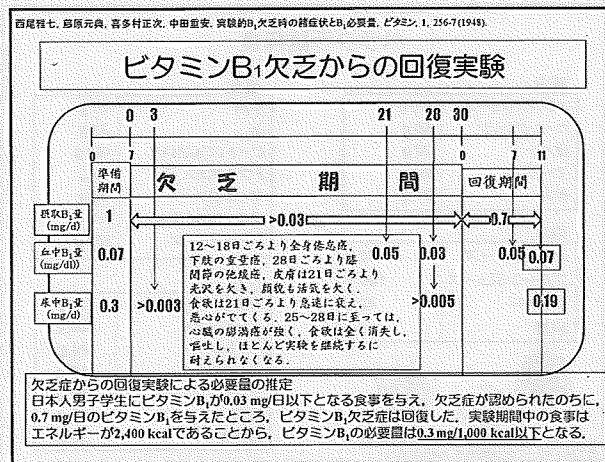 西尾雅七, 藤原元典, 喜多村正次, 中田重安, 実験的B₁欠乏時の諸症状とB₁必要量, ビタミン, 1, 256-7(1948).
ビタミンB₁欠乏からの回復実験
0 3 21 28 30
0 7 0 7 11
準備期間 欠乏期間 回復期間
摂取B₁量 (mg/d) 1 >0.03 0.7
血中B₁量 (mg/dl)) 0.07 0.05 0.03 0.05 0.07
尿中B₁量 (mg/d) 0.3 >0.003 >0.005 0.19
12〜18日ごろより全身倦怠感,
下肢の重量感, 28日ごろより膝
関節の弛緩感, 皮膚は21日ごろより
光沢を欠き, 顔貌も活気を欠く.
食欲は21日ごろより急速に衰え,
悪心がでてくる. 25〜28日に至っては,
心臓の膨満感が強く, 食欲は全く消失し,
嘔吐し, ほとんど実験を継続するに
耐えられなくなる.
欠乏症からの回復実験による必要量の推定
日本人男子学生にビタミンB₁が0.03 mg/日以下となる食事を与え, 欠乏症が認められたのちに,
0.7 mg/日のビタミンB₁を与えたところ, ビタミンB₁欠乏症は回復した. 実験期間中の食事は
エネルギーが2,400 kcalであることから, ビタミンB₁の必要量は0.3 mg/1,000 kcal以下となる.